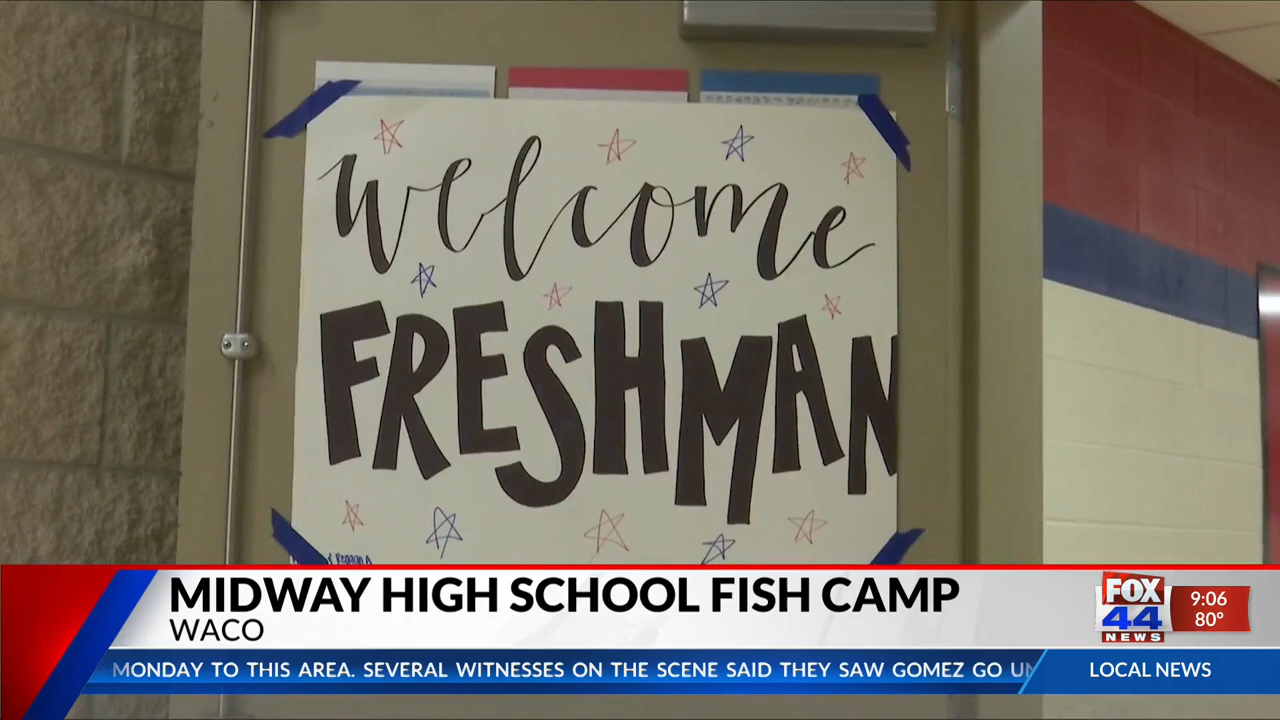 welcome
FRESHMAN
MIDWAY HIGH SCHOOL FISH CAMP
WACO
FOX
44
NEWS
9:06
80°
MONDAY TO THIS AREA. SEVERAL WITNESSES ON THE SCENE SAID THEY SAW GOMEZ GO
LOCAL NEWS